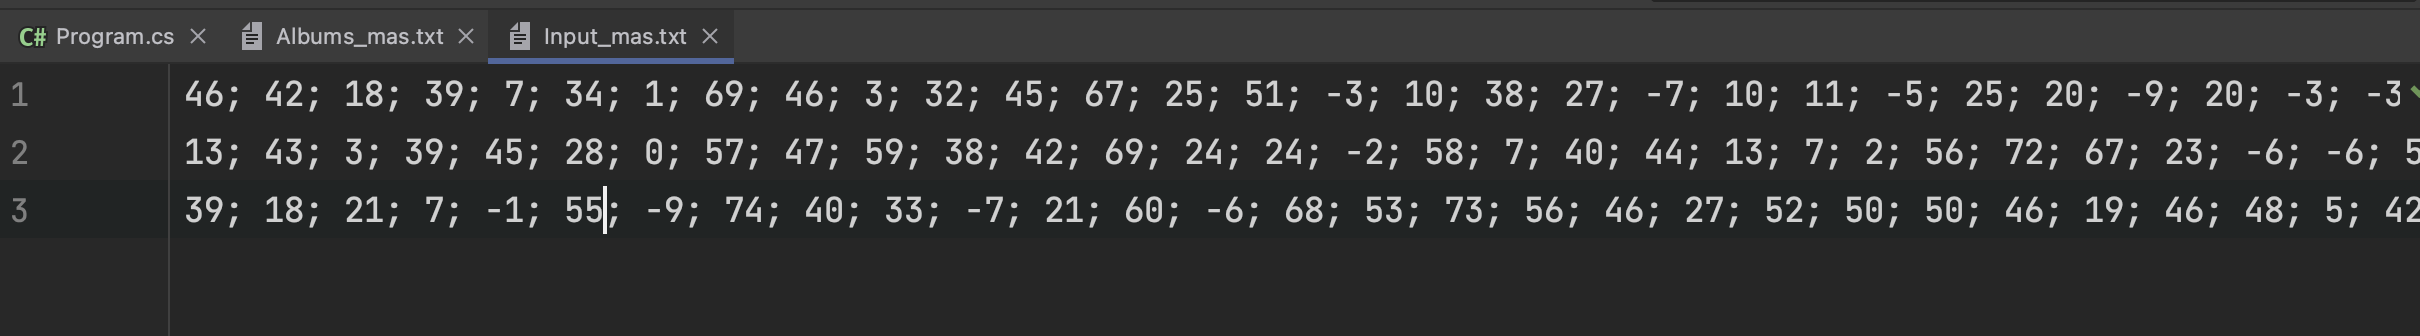 C# Program.cs Albums_mas.txt Input_mas.txt
1 46; 42; 18; 39; 7; 34; 1; 69; 46; 3; 32; 45; 67; 25; 51; -3; 10; 38; 27; -7; 10; 11; -5; 25; 20; -9; 20; -3; -3
2 13; 43; 3; 39; 45; 28; 0; 57; 47; 59; 38; 42; 69; 24; 24; -2; 58; 7; 40; 44; 13; 7; 2; 56; 72; 67; 23; -6; -6; 5
3 39; 18; 21; 7; -1; 55; -9; 74; 40; 33; -7; 21; 60; -6; 68; 53; 73; 56; 46; 27; 52; 50; 50; 46; 19; 46; 48; 5; 42